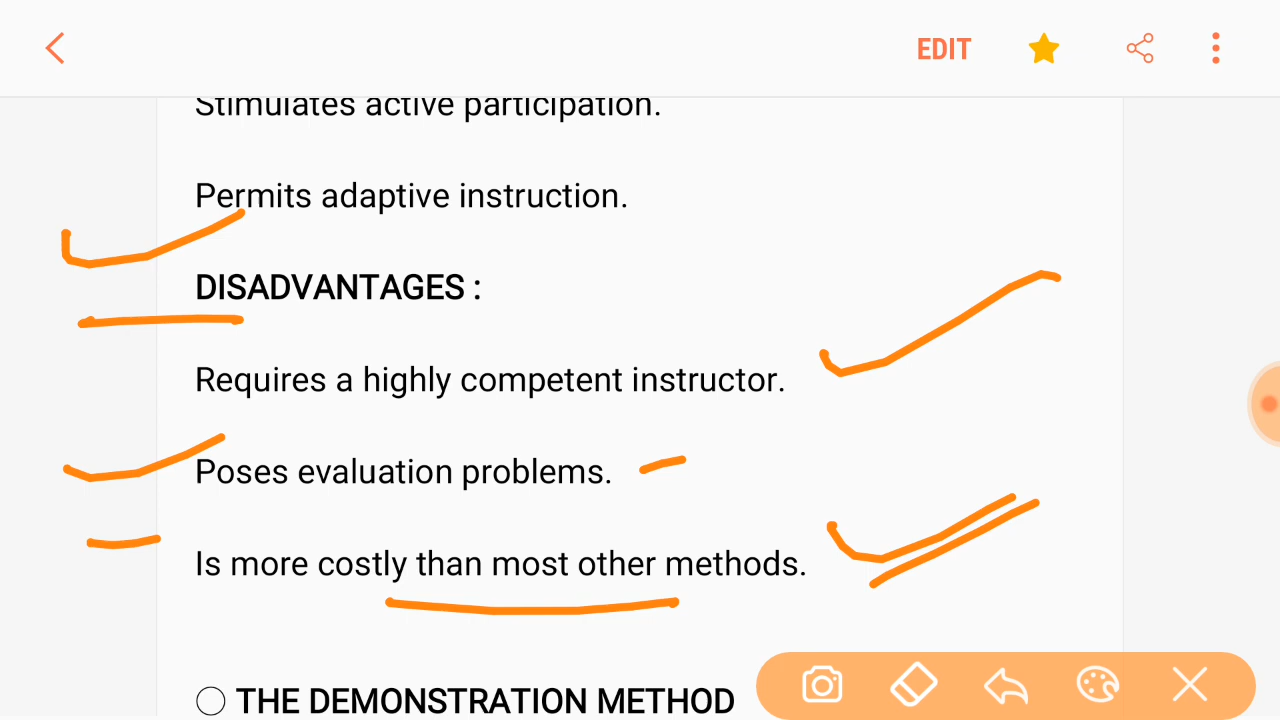 EDIT
Stimulates active participation.
Permits adaptive instruction.
DISADVANTAGES :
Requires a highly competent instructor.
Poses evaluation problems.
Is more costly than most other methods.
○ THE DEMONSTRATION METHOD